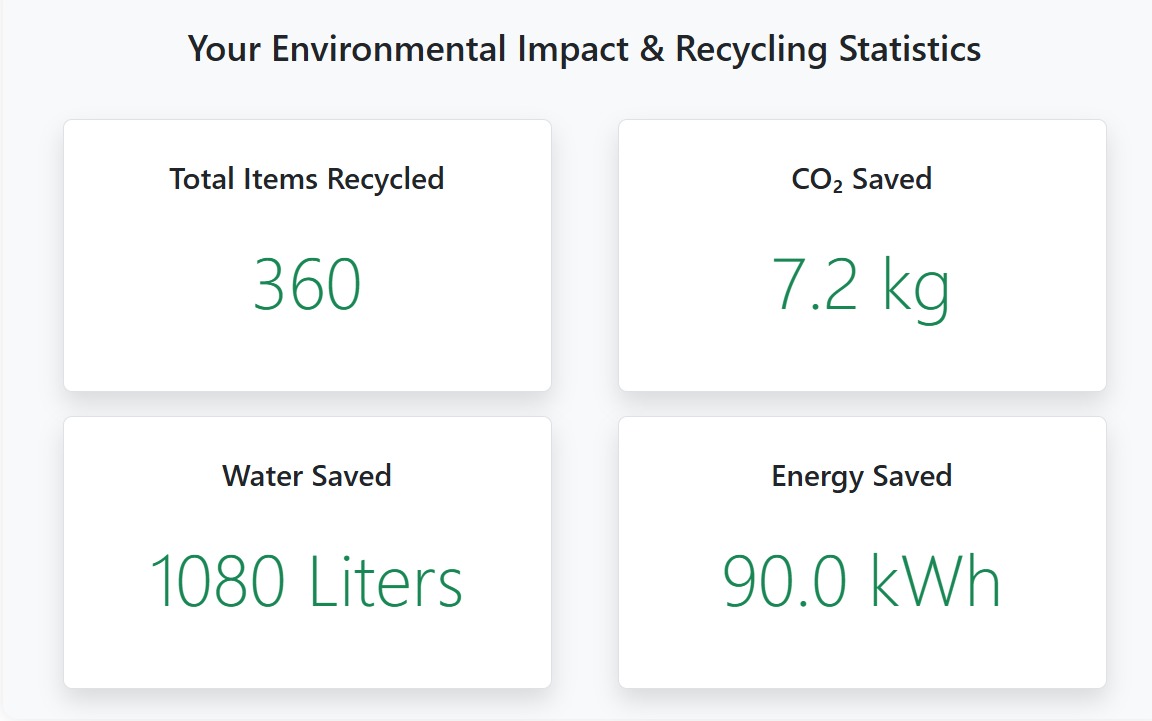 Your Environmental Impact & Recycling Statistics
Total Items Recycled
360
CO₂ Saved
7.2 kg
Water Saved
1080 Liters
Energy Saved
90.0 kWh